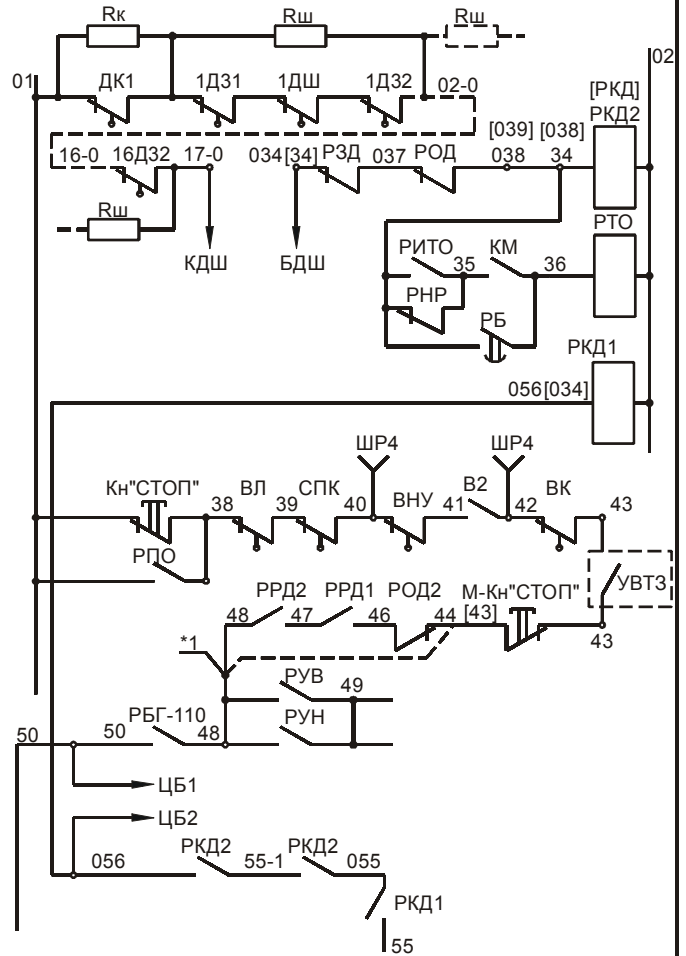 Rк
Rш
Rш
01
02
ДК1
1Д31
1ДШ
1Д32
02-0
[РКД]
РКД2
[039]
[038]
16-0
16Д32
17-0
034
[34]
РЗД
037
РОД
038
34
Rш
КДШ
БДШ
РТО
РИТО
35
КМ
36
РНР
РБ
РКД1
056
[034]
ШР4
ШР4
Кн"СТОП"
38
ВЛ
39
СПК
40
ВНУ
41
В2
42
ВК
43
РПО
УВТЗ
РРД2
РРД1
РОД2
М-Кн"СТОП"
48
47
46
44
[43]
43
*1
РУВ
49
РБГ-110
РУН
50
50
48
ЦБ1
ЦБ2
РКД2
РКД2
056
55-1
055
РКД1
55